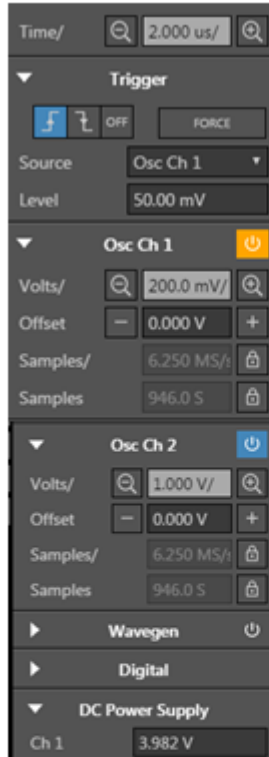 Time/ 2.000 us/
Trigger
OFF FORCE
Source Osc Ch 1
Level 50.00 mV
Osc Ch 1
Volts/ 200.0 mV/
Offset − 0.000 V +
Samples/ 6.250 MS/s
Samples 946.0 S
Osc Ch 2
Volts/ 1.000 V/
Offset − 0.000 V +
Samples/ 6.250 MS/s
Samples 946.0 S
Wavegen
Digital
DC Power Supply
Ch 1 3.982 V